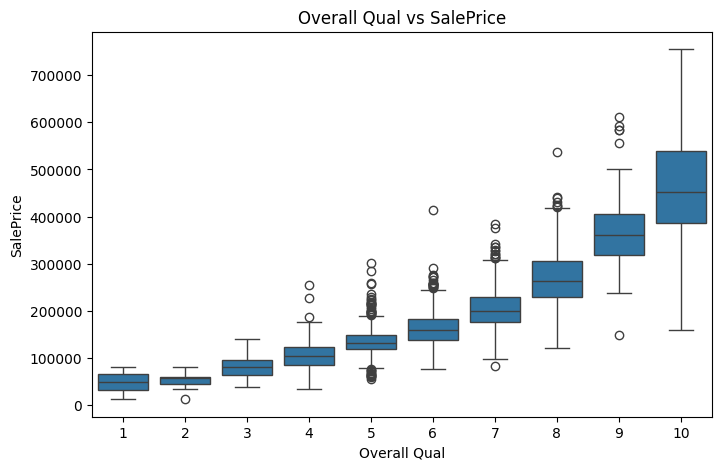 Overall Qual vs SalePrice
700000
600000
500000
400000
300000
200000
100000
0
SalePrice
1 2 3 4 5 6 7 8 9 10
Overall Qual